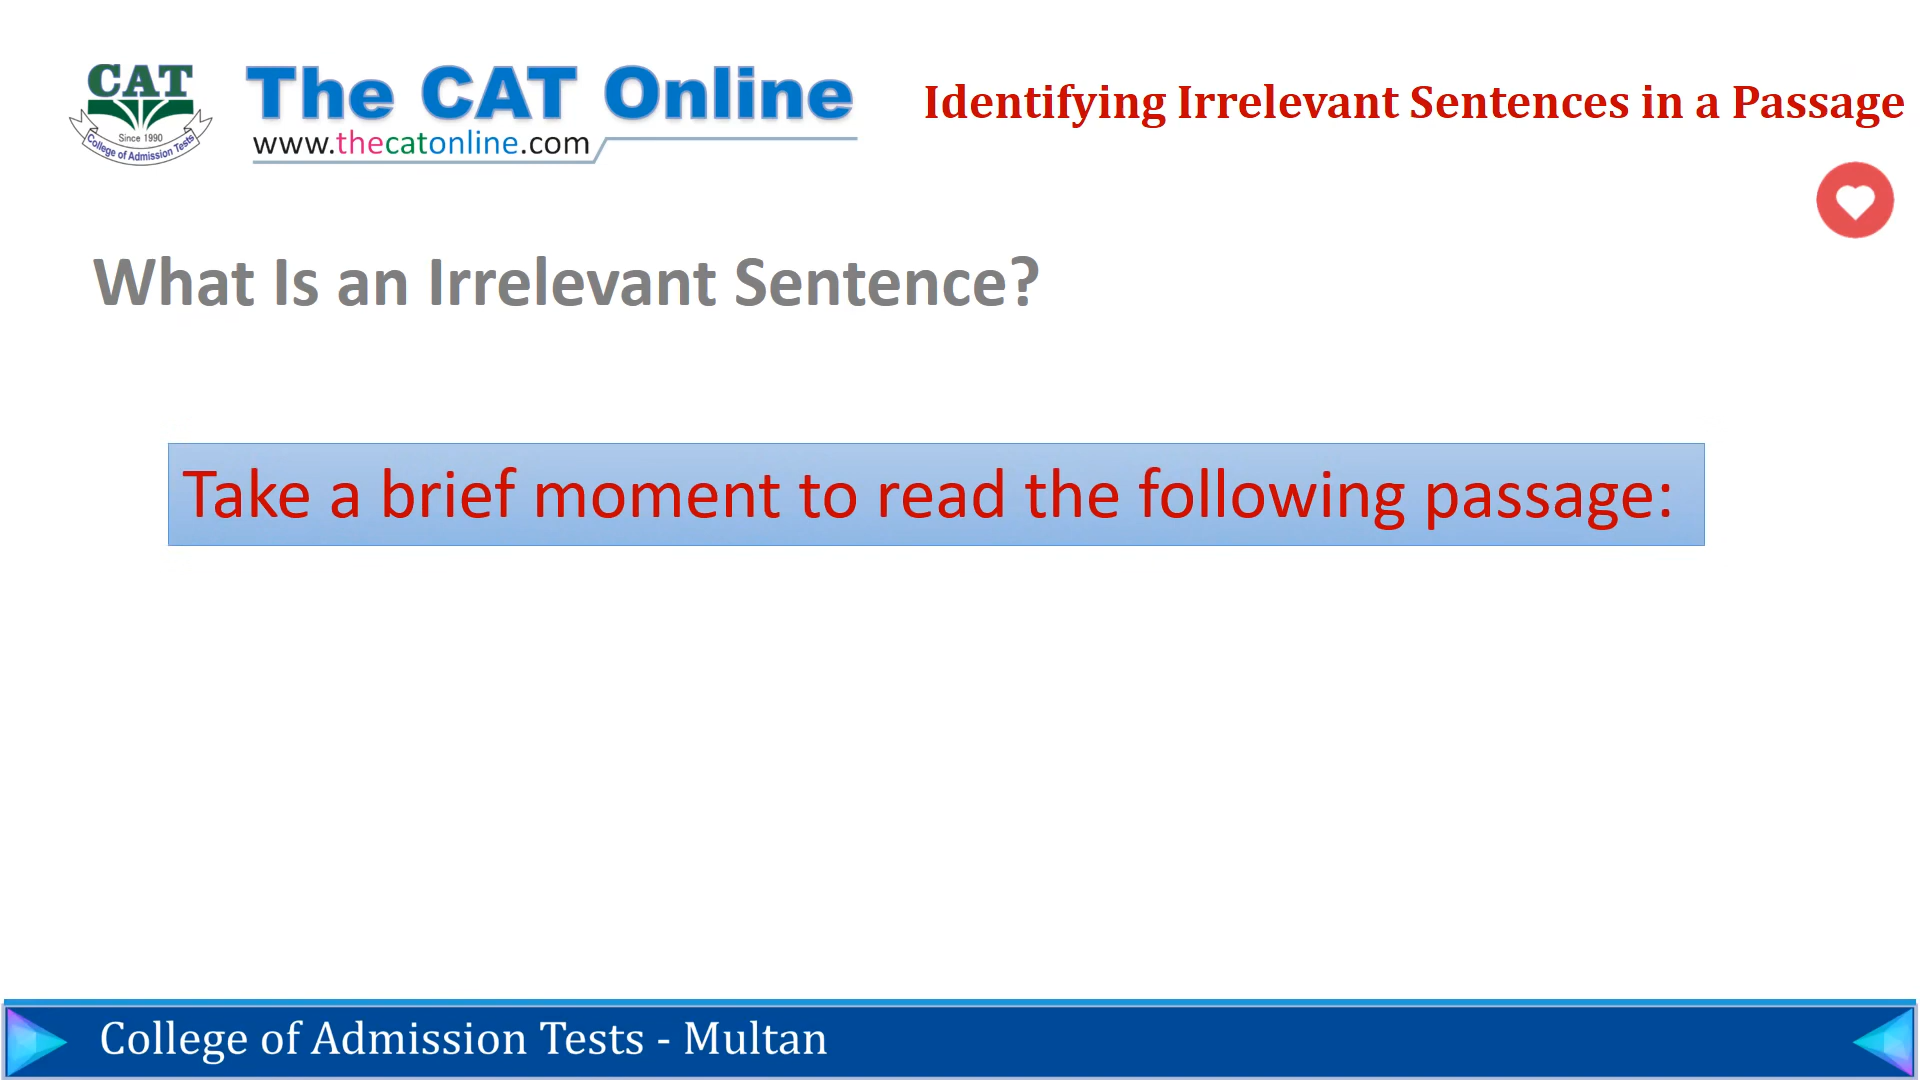 CAT
Since 1990
College of Admission Tests
The CAT Online
www.thecatonline.com
Identifying Irrelevant Sentences in a Passage
What Is an Irrelevant Sentence?
Take a brief moment to read the following passage:
College of Admission Tests - Multan